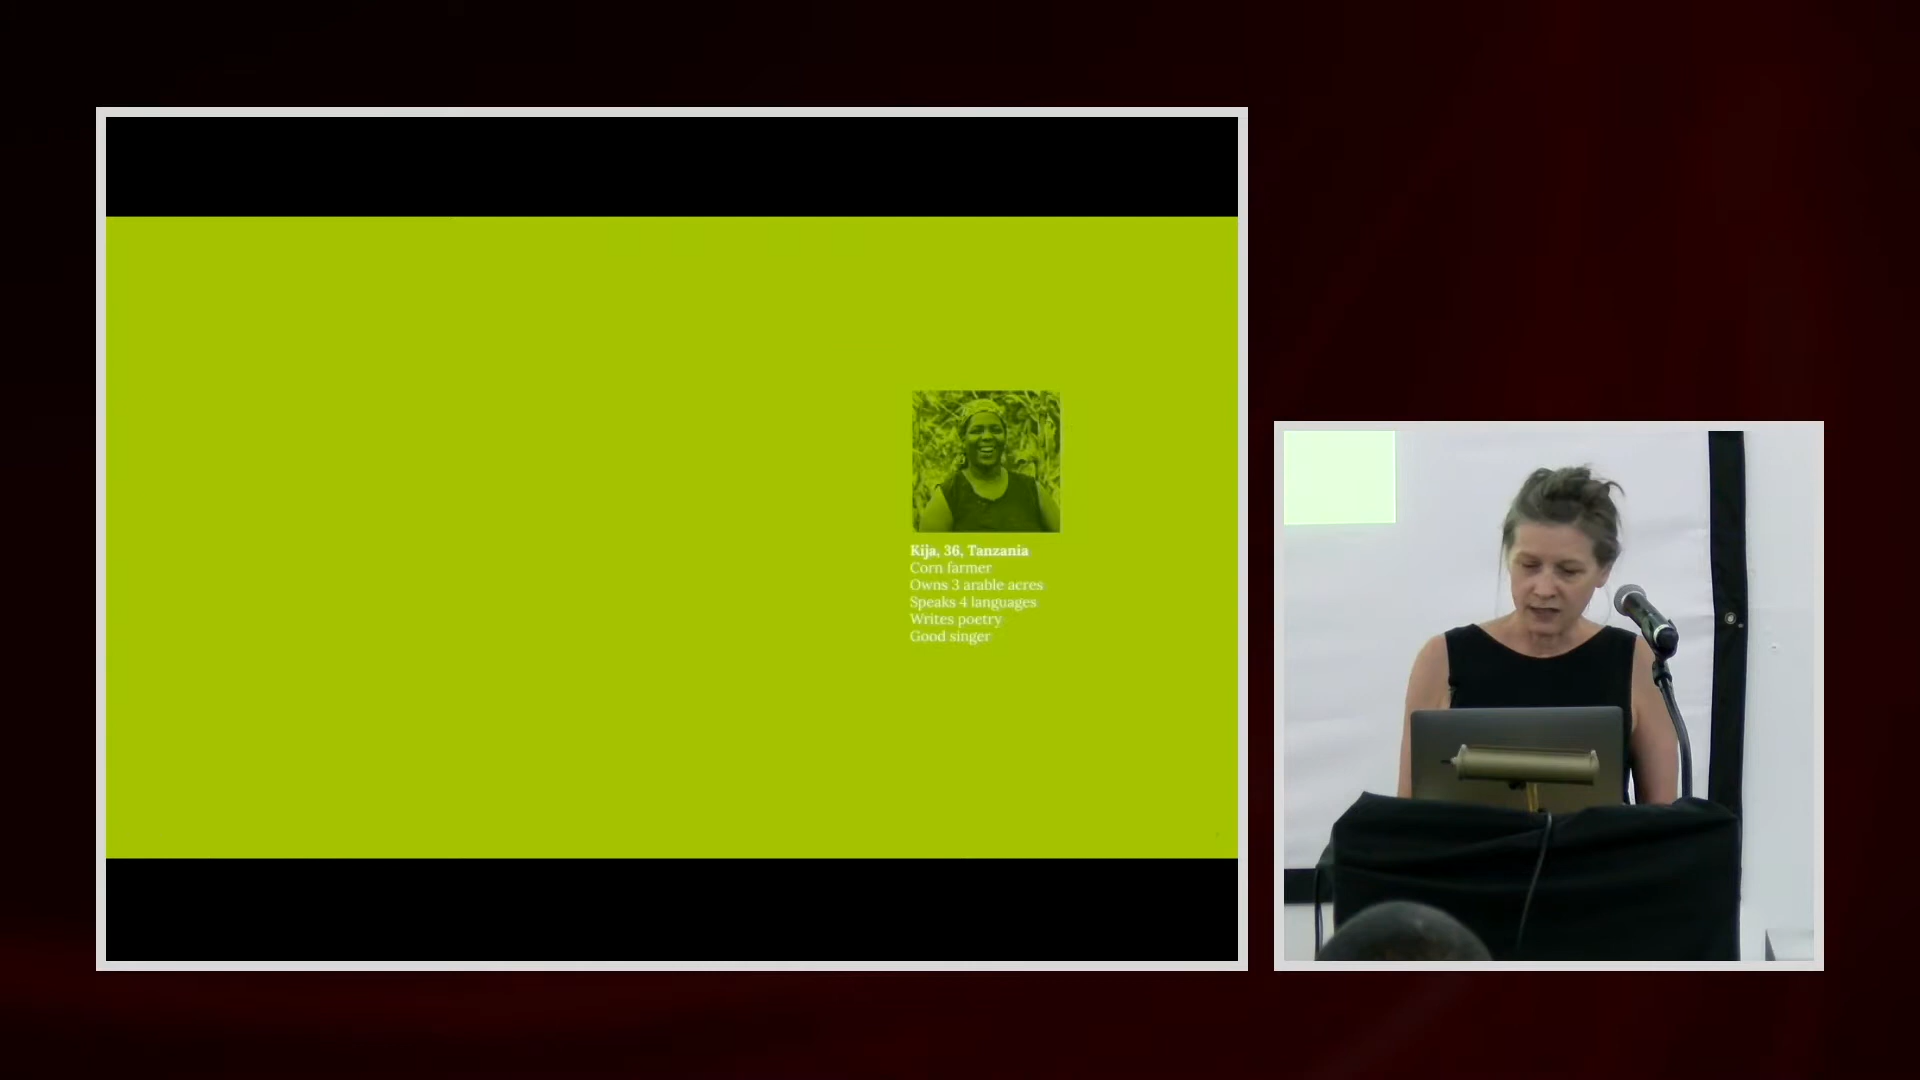 Kija, 36, Tanzania
Corn farmer
Owns 3 arable acres
Speaks 4 languages
Writes poetry
Good singer